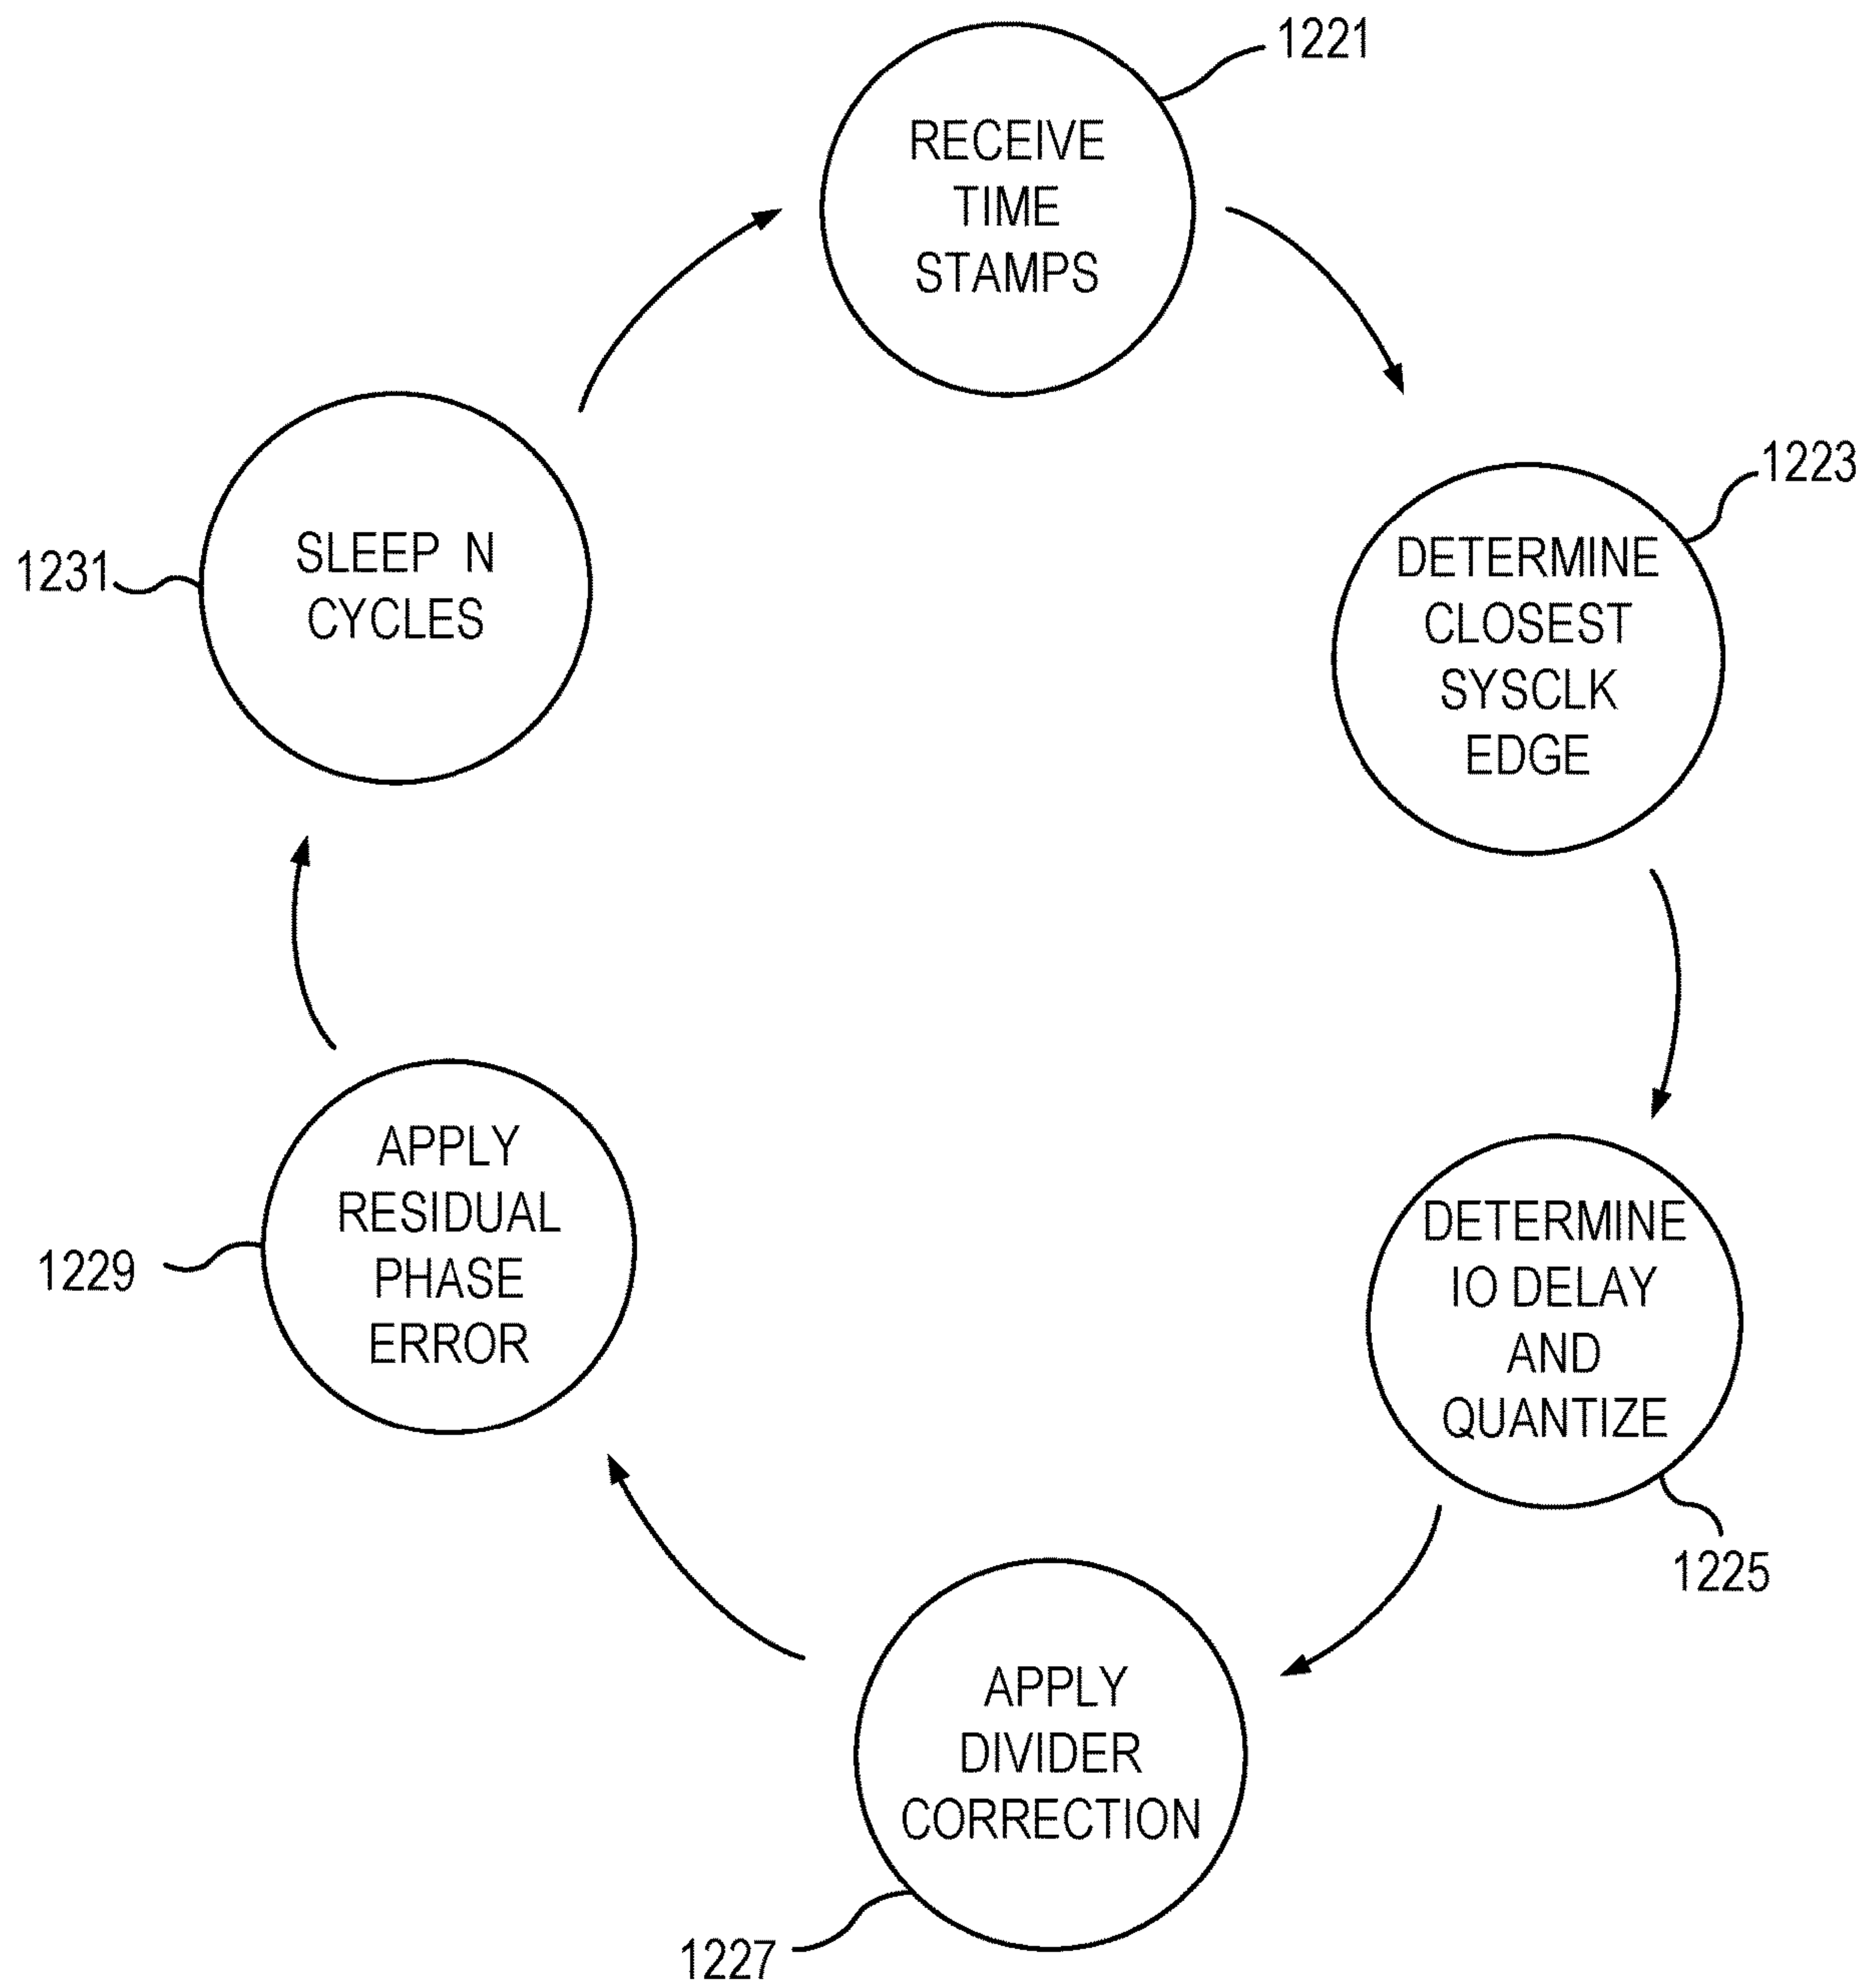 1221
RECEIVE
TIME
STAMPS
1223
DETERMINE
CLOSEST
SYSCLK
EDGE
DETERMINE
IO DELAY
AND
QUANTIZE
1225
APPLY
DIVIDER
CORRECTION
1227
APPLY
RESIDUAL
PHASE
ERROR
1229
SLEEP N
CYCLES
1231